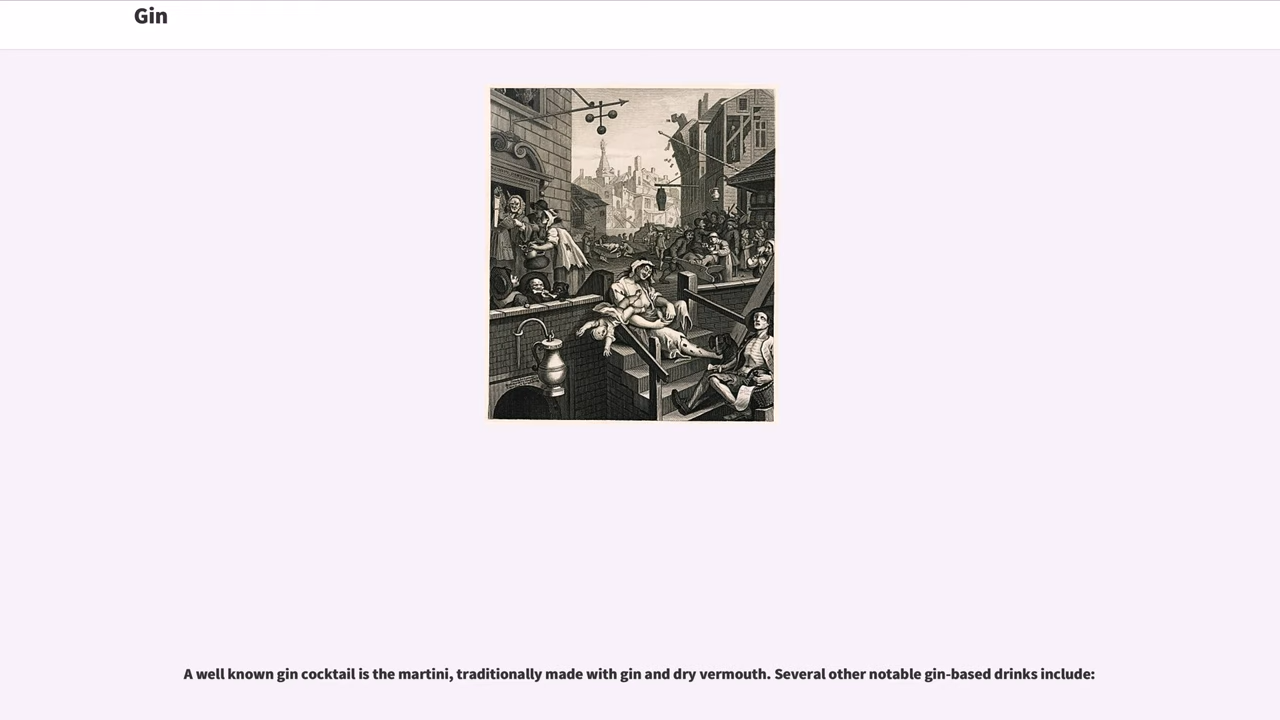 Gin
A well known gin cocktail is the martini, traditionally made with gin and dry vermouth. Several other notable gin-based drinks include: